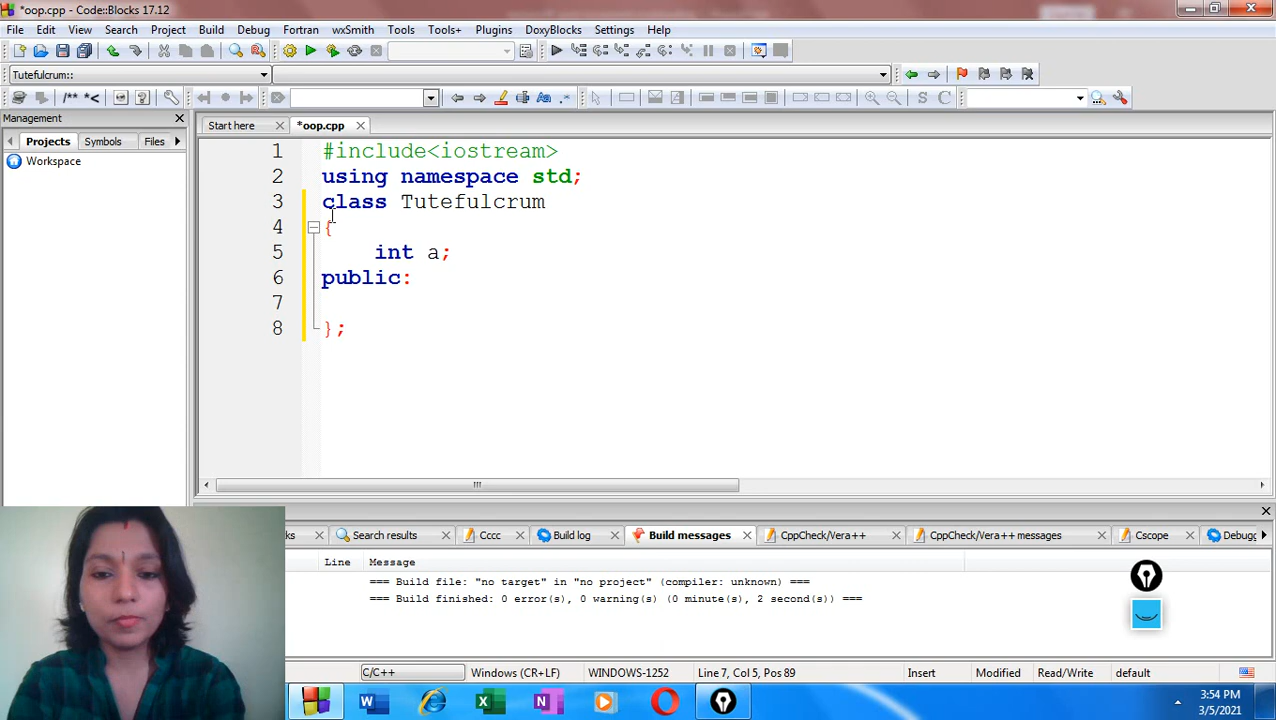 *oop.cpp - Code::Blocks 17.12
File Edit View Search Project Build Debug Fortran wxSmith Tools Tools+ Plugins DoxyBlocks Settings Help
Tutefulcrum::
/** *<
S C
Management
Projects Symbols Files
Workspace
Start here *oop.cpp
1 #include<iostream>
2 using namespace std;
3 class Tutefulcrum
4 {
5 int a;
6 public:
7
8 };
ks Search results Cccc Build log Build messages CppCheck/Vera++ CppCheck/Vera++ messages Cscope Debugg
Line Message
=== Build file: "no target" in "no project" (compiler: unknown) ===
=== Build finished: 0 error(s), 0 warning(s) (0 minute(s), 2 second(s)) ===
C/C++ Windows (CR+LF) WINDOWS-1252 Line 7, Col 5, Pos 89 Insert Modified Read/Write default
3:54 PM
3/5/2021